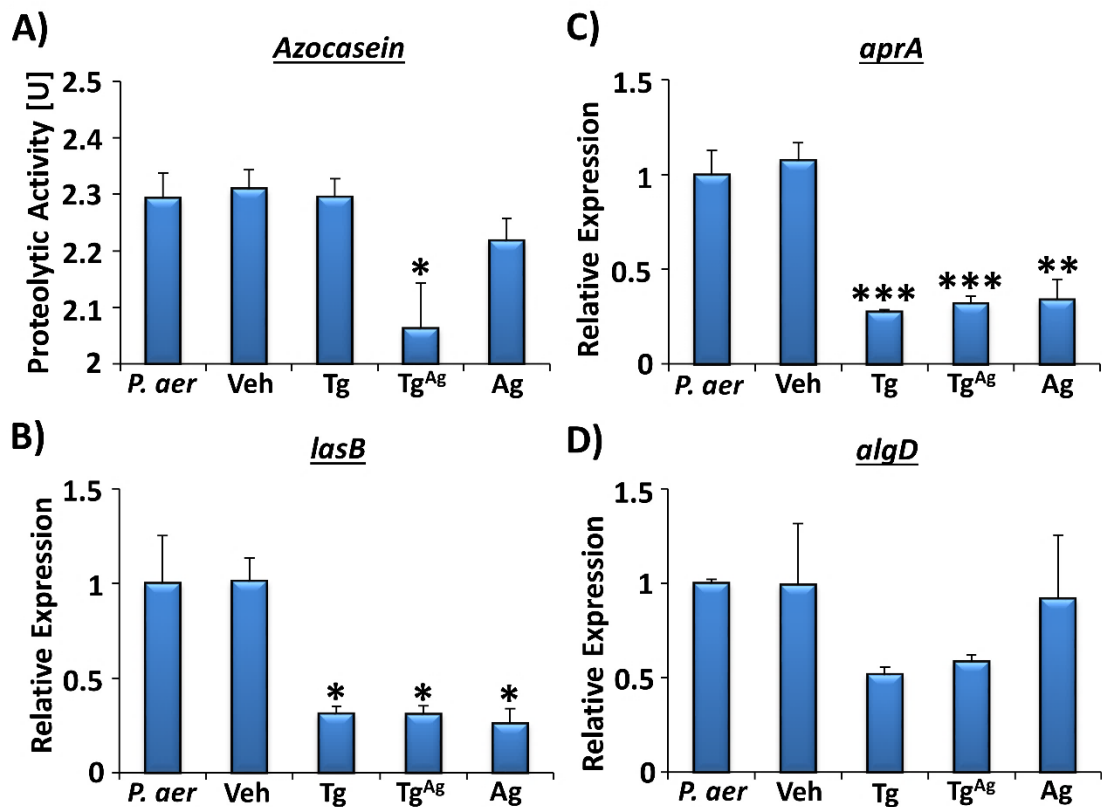 A)
Azocasein
Proteolytic Activity [U]
2.5
2.4
2.3
2.2
2.1
2
*
P. aer Veh Tg TgAg Ag
C)
aprA
Relative Expression
1.5
1
0.5
0
*** *** **
P. aer Veh Tg TgAg Ag
B)
lasB
Relative Expression
1.5
1
0.5
0
* * *
P. aer Veh Tg TgAg Ag
D)
algD
Relative Expression
1.5
1
0.5
0
P. aer Veh Tg TgAg Ag